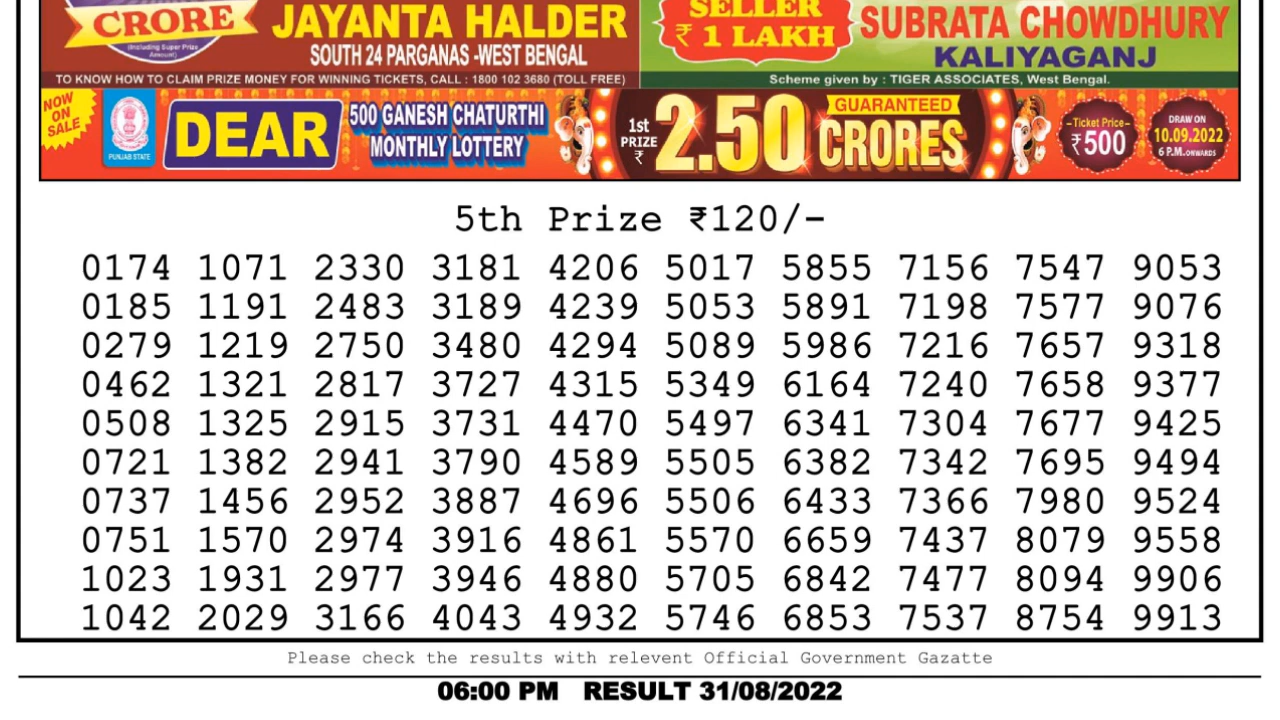 CRORE
(Including Super Prize
Amount)
JAYANTA HALDER
SOUTH 24 PARGANAS -WEST BENGAL
TO KNOW HOW TO CLAIM PRIZE MONEY FOR WINNING TICKETS, CALL : 1800 102 3680 (TOLL FREE)
SELLER
₹ 1 LAKH
SUBRATA CHOWDHURY
KALIYAGANJ
Scheme given by : TIGER ASSOCIATES, West Bengal.
NOW
ON
SALE
PUNJAB STATE
DEAR
500 GANESH CHATURTHI
MONTHLY LOTTERY
1st
PRIZE
₹
2.50
GUARANTEED
CRORES
-Ticket Price-
₹500
DRAW ON
10.09.2022
6 P.M. ONWARDS
5th Prize ₹120/-
0174 1071 2330 3181 4206 5017 5855 7156 7547 9053
0185 1191 2483 3189 4239 5053 5891 7198 7577 9076
0279 1219 2750 3480 4294 5089 5986 7216 7657 9318
0462 1321 2817 3727 4315 5349 6164 7240 7658 9377
0508 1325 2915 3731 4470 5497 6341 7304 7677 9425
0721 1382 2941 3790 4589 5505 6382 7342 7695 9494
0737 1456 2952 3887 4696 5506 6433 7366 7980 9524
0751 1570 2974 3916 4861 5570 6659 7437 8079 9558
1023 1931 2977 3946 4880 5705 6842 7477 8094 9906
1042 2029 3166 4043 4932 5746 6853 7537 8754 9913
Please check the results with relevent Official Government Gazatte
06:00 PM RESULT 31/08/2022